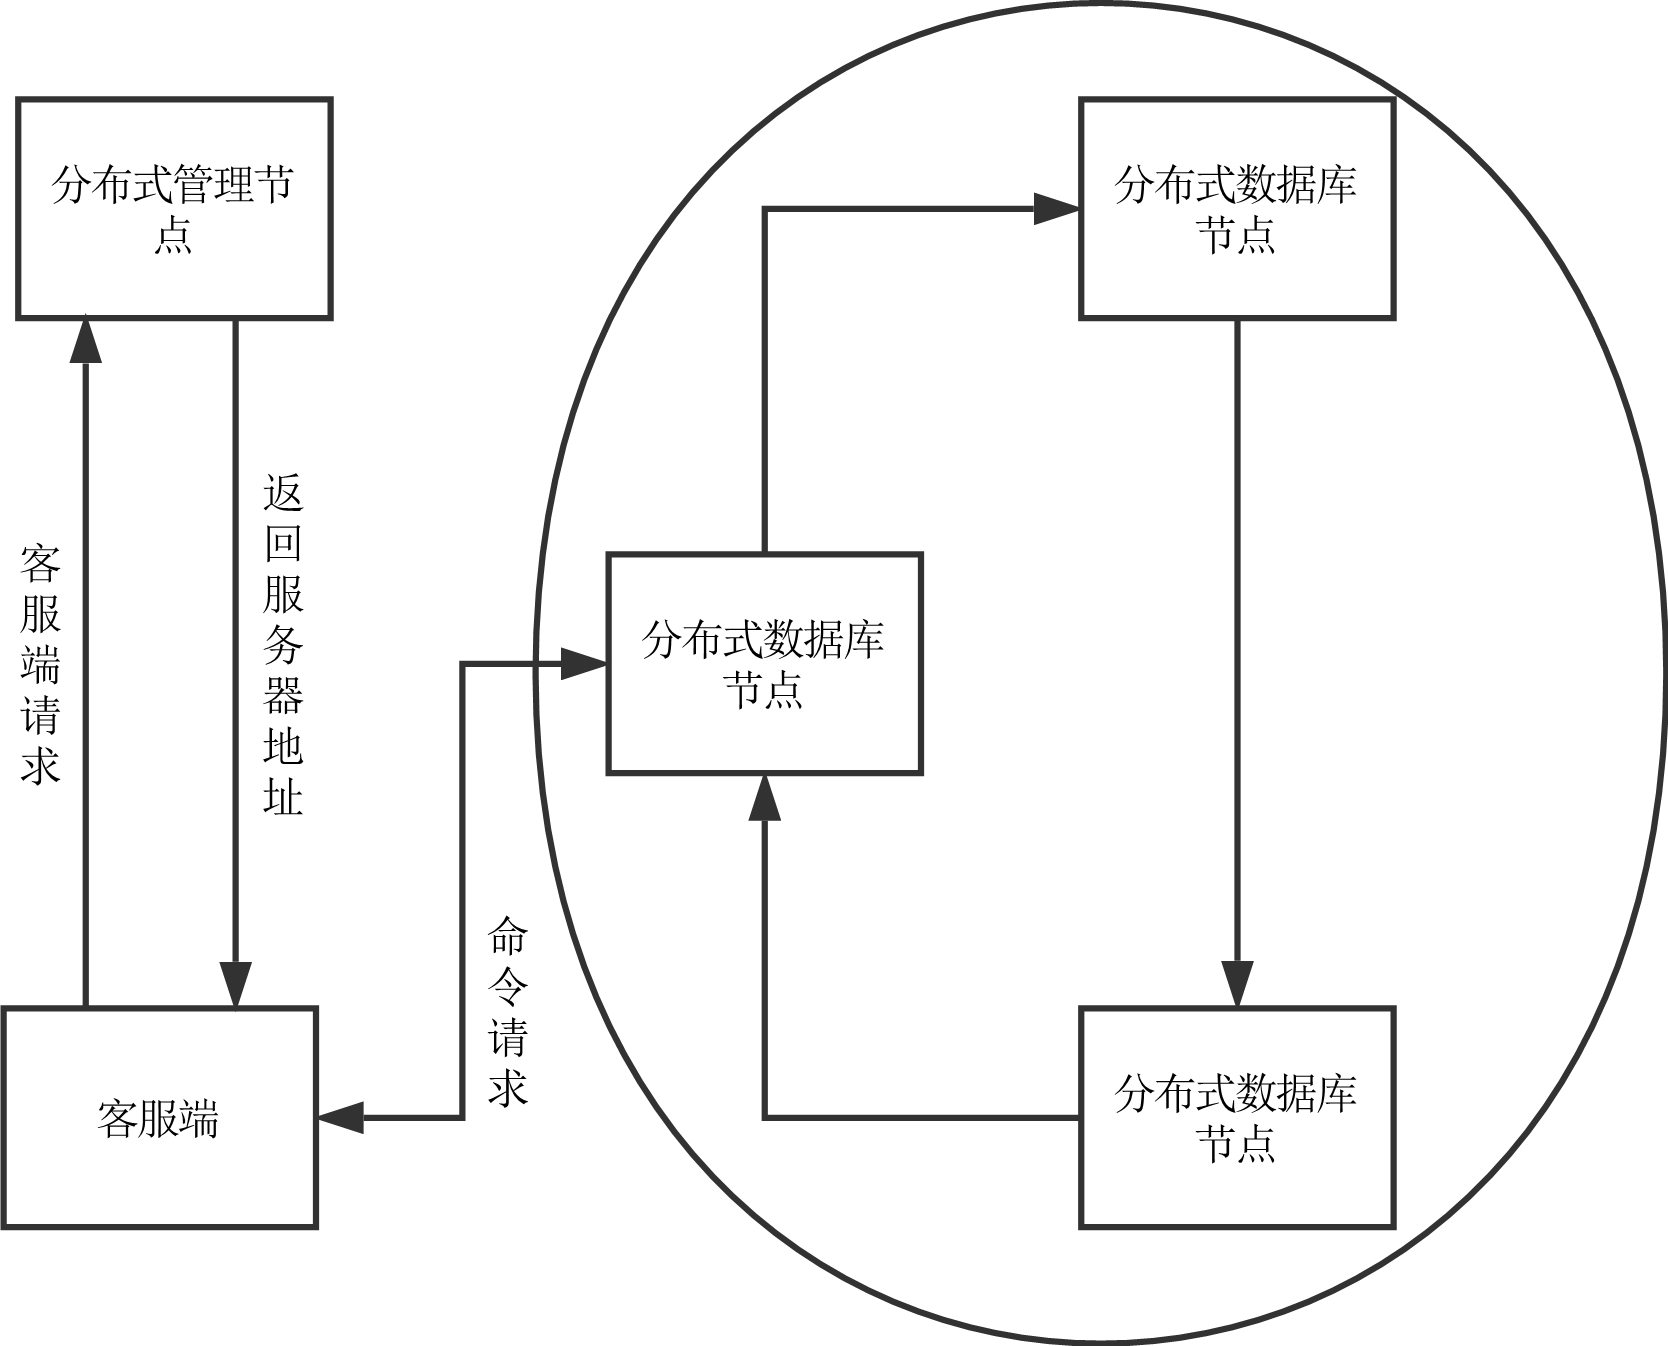 分布式管理节
点
分布式数据库
节点
返回服务器地址
客服端请求
分布式数据库
节点
命令请求
客服端
分布式数据库
节点